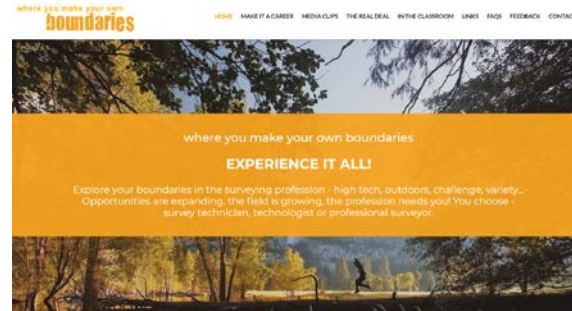 where you make your own
boundaries
HOME MAKE IT A CAREER MEDIA CLIPS THE REAL DEAL IN THE CLASSROOM LINKS FAQS FEEDBACK CONTAC
where you make your own boundaries
EXPERIENCE IT ALL!
Explore your boundaries in the surveying profession - high tech, outdoors, challenge, variety...
Opportunities are expanding, the field is growing, the profession needs you! You choose -
survey technician, technologist or professional surveyor.